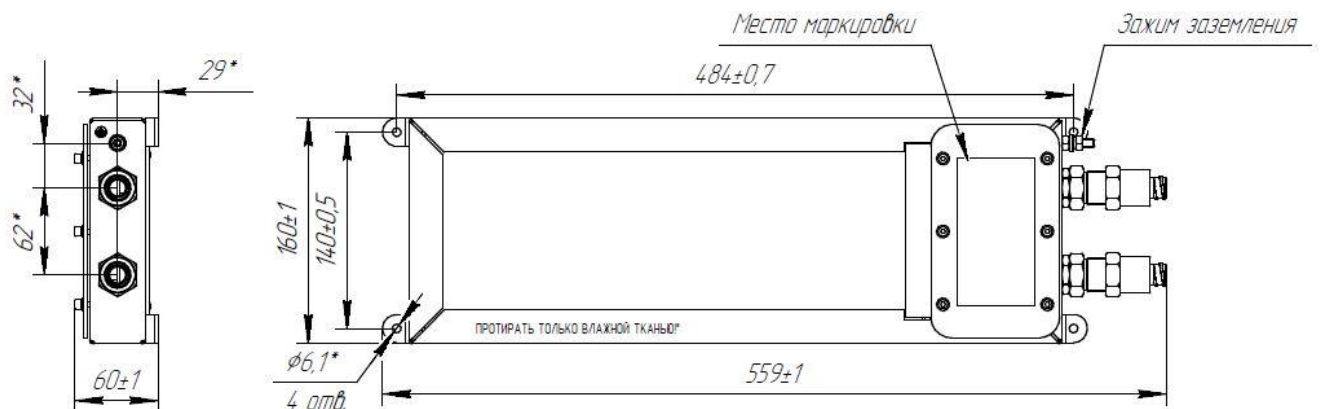 Место маркировки
Зажим заземления
29*
484±0,7
32*
62*
160±1
140±0,5
ПРОТИРАТЬ ТОЛЬКО ВЛАЖНОЙ ТКАНЬЮ!"
60±1
ϕ6,1*
4 отв.
559±1